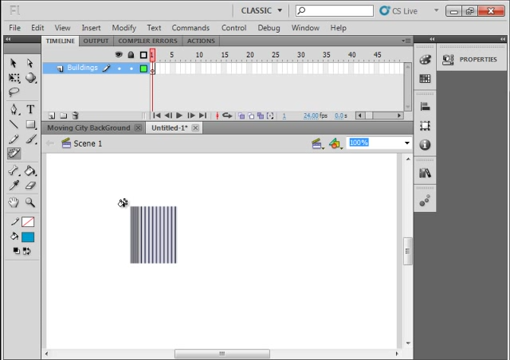 Fl CLASSIC CS Live
File Edit View Insert Modify Text Commands Control Debug Window Help
TIMELINE OUTPUT COMPILER ERRORS ACTIONS
1 5 10 15 20 25 30 35 40 45
Buildings
1 24.00 fps 0.0 s
Moving City BackGround Untitled-1*
Scene 1 100%
PROPERTIES
T